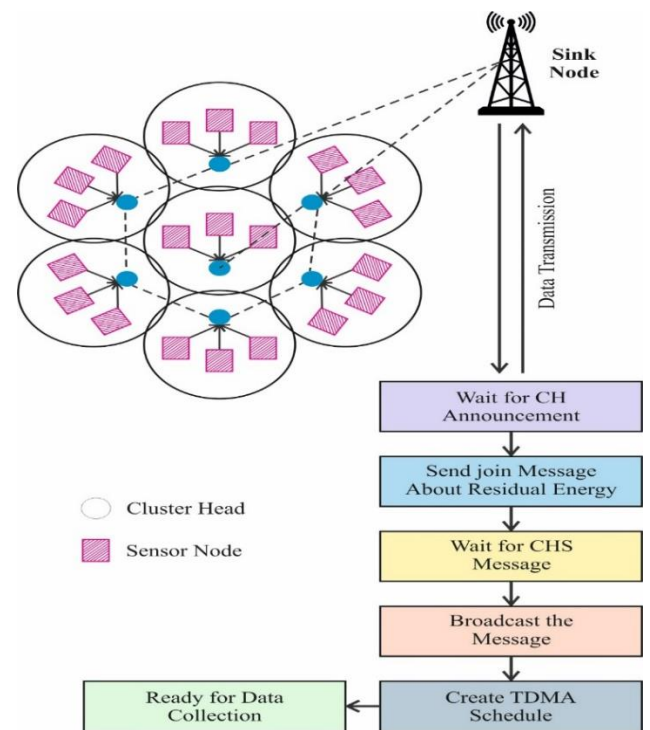 Sink
Node
Data Transmission
Wait for CH
Announcement
Send join Message
About Residual Energy
Cluster Head
Sensor Node
Wait for CHS
Message
Broadcast the
Message
Ready for Data
Collection
Create TDMA
Schedule